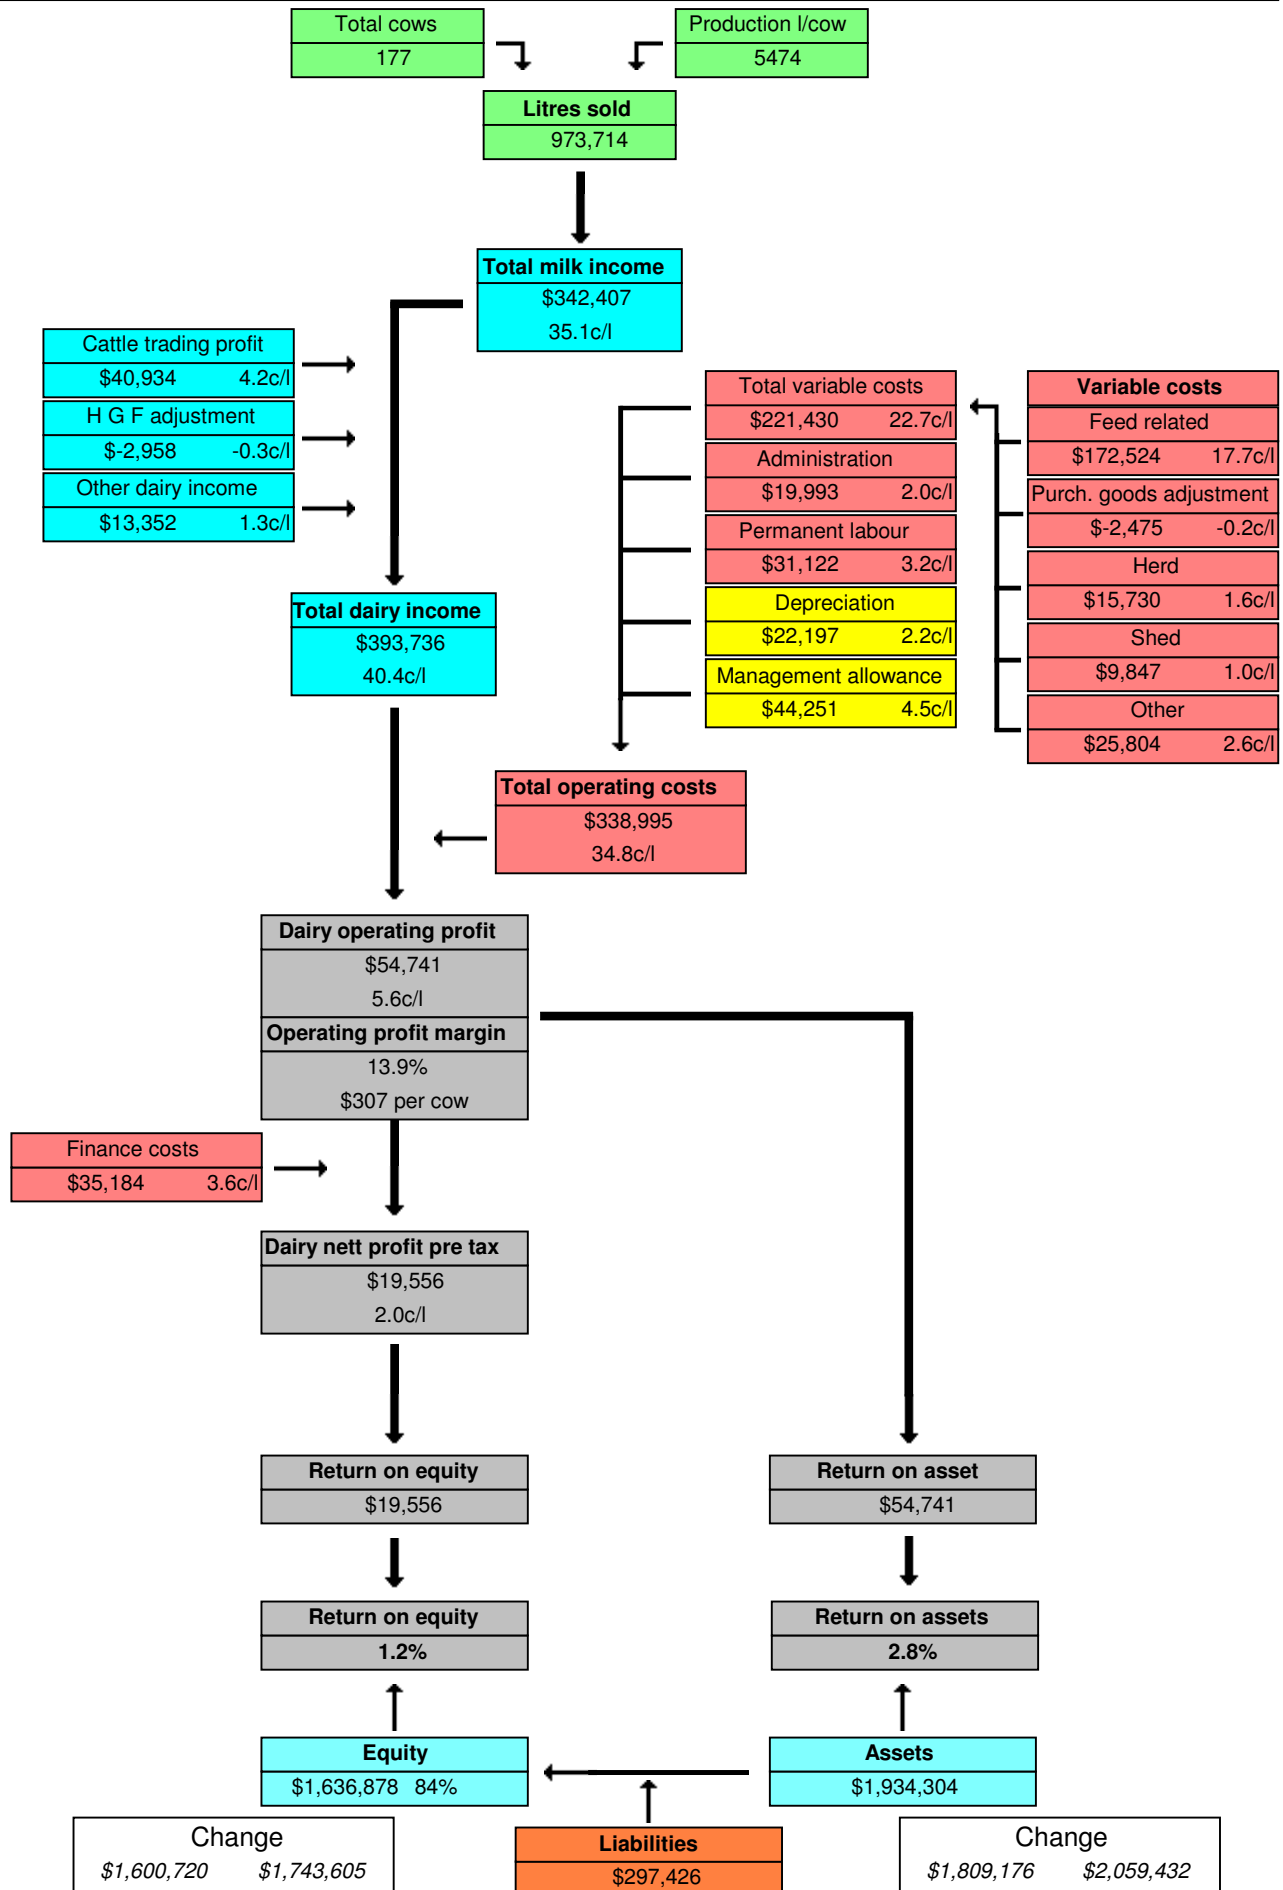 Total cows
177
Production l/cow
5474
Litres sold
973,714
Total milk income
$342,407
35.1c/l
Cattle trading profit
$40,934 4.2c/l
H G F adjustment
$-2,958 -0.3c/l
Other dairy income
$13,352 1.3c/l
Total variable costs
$221,430 22.7c/l
Administration
$19,993 2.0c/l
Permanent labour
$31,122 3.2c/l
Depreciation
$22,197 2.2c/l
Management allowance
$44,251 4.5c/l
Variable costs
Feed related
$172,524 17.7c/l
Purch. goods adjustment
$-2,475 -0.2c/l
Herd
$15,730 1.6c/l
Shed
$9,847 1.0c/l
Other
$25,804 2.6c/l
Total dairy income
$393,736
40.4c/l
Total operating costs
$338,995
34.8c/l
Dairy operating profit
$54,741
5.6c/l
Operating profit margin
13.9%
$307 per cow
Finance costs
$35,184 3.6c/l
Dairy nett profit pre tax
$19,556
2.0c/l
Return on equity
$19,556
Return on asset
$54,741
Return on equity
1.2%
Return on assets
2.8%
Equity
$1,636,878 84%
Assets
$1,934,304
Change
$1,600,720 $1,743,605
Liabilities
$297,426
Change
$1,809,176 $2,059,432